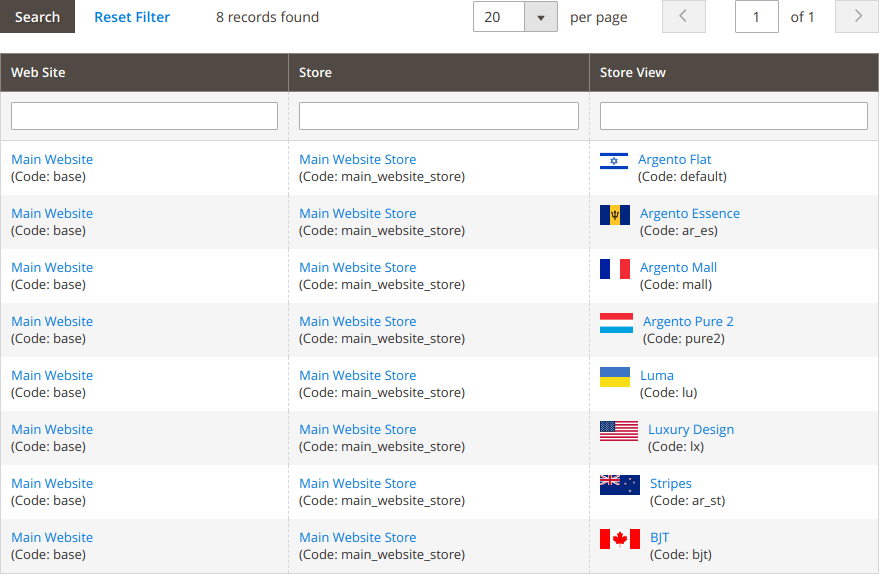 Search Reset Filter 8 records found 20 per page 1 of 1
Web Site Store Store View
Main Website Main Website Store Argento Flat
(Code: base) (Code: main_website_store) (Code: default)
Main Website Main Website Store Argento Essence
(Code: base) (Code: main_website_store) (Code: ar_es)
Main Website Main Website Store Argento Mall
(Code: base) (Code: main_website_store) (Code: mall)
Main Website Main Website Store Argento Pure 2
(Code: base) (Code: main_website_store) (Code: pure2)
Main Website Main Website Store Luma
(Code: base) (Code: main_website_store) (Code: lu)
Main Website Main Website Store Luxury Design
(Code: base) (Code: main_website_store) (Code: lx)
Main Website Main Website Store Stripes
(Code: base) (Code: main_website_store) (Code: ar_st)
Main Website Main Website Store BJT
(Code: base) (Code: main_website_store) (Code: bjt)